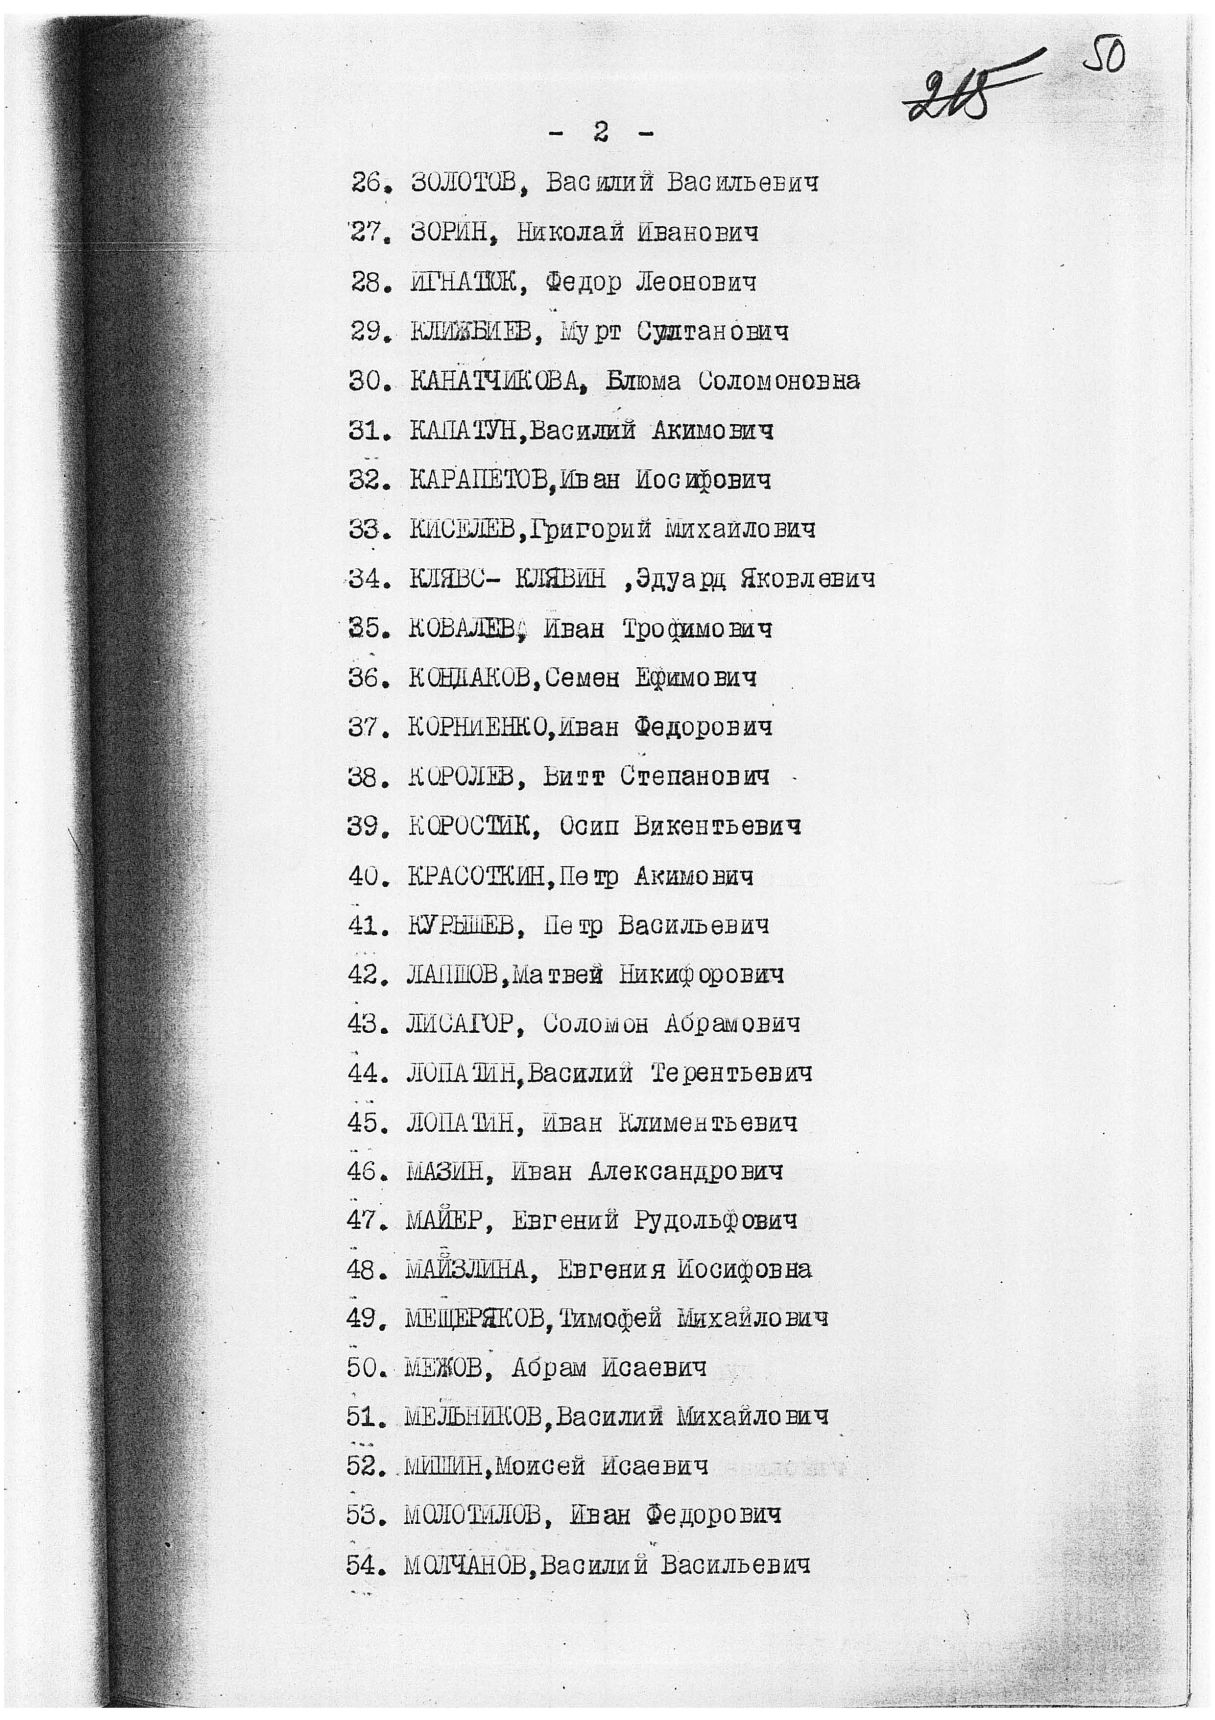 50
215
- 2 -
26. ЗОЛОТОВ, Василий Васильевич
27. ЗОРИН, Николай Иванович
28. ИГНАТЮК, Федор Леонович
29. КЛИЖБИЕВ, Мурт Султанович
30. КАНАТЧИКОВА, Блюма Соломоновна
31. КАПАТУН,Василий Акимович
32. КАРАПЕТОВ,Иван Иосифович
33. КИСЕЛЕВ,Григорий Михайлович
34. КЛЯВС- КЛЯВИН ,Эдуард Яковлевич
35. КОВАЛЕВ, Иван Трофимович
36. КОНДАКОВ,Семен Ефимович
37. КОРНИЕНКО,Иван Федорович
38. КОРОЛЕВ, Витт Степанович
39. КОРОСТИК, Осип Викентьевич
40. КРАСОТКИН,Петр Акимович
41. КУРЫШЕВ, Петр Васильевич
42. ЛАПШОВ,Матвей Никифорович
43. ЛИСАГОР, Соломон Абрамович
44. ЛОПАТИН,Василий Терентьевич
45. ЛОПАТИН, Иван Климентьевич
46. МАЗИН, Иван Александрович
47. МАЙЕР, Евгений Рудольфович
48. МАЙЗЛИНА, Евгения Иосифовна
49. МЕЩЕРЯКОВ,Тимофей Михайлович
50. МЕЖОВ, Абрам Исаевич
51. МЕЛЬНИКОВ,Василий Михайлович
52. МИШИН,Моисей Исаевич
53. МОЛОТИЛОВ, Иван Федорович
54. МОЛЧАНОВ,Василий Васильевич